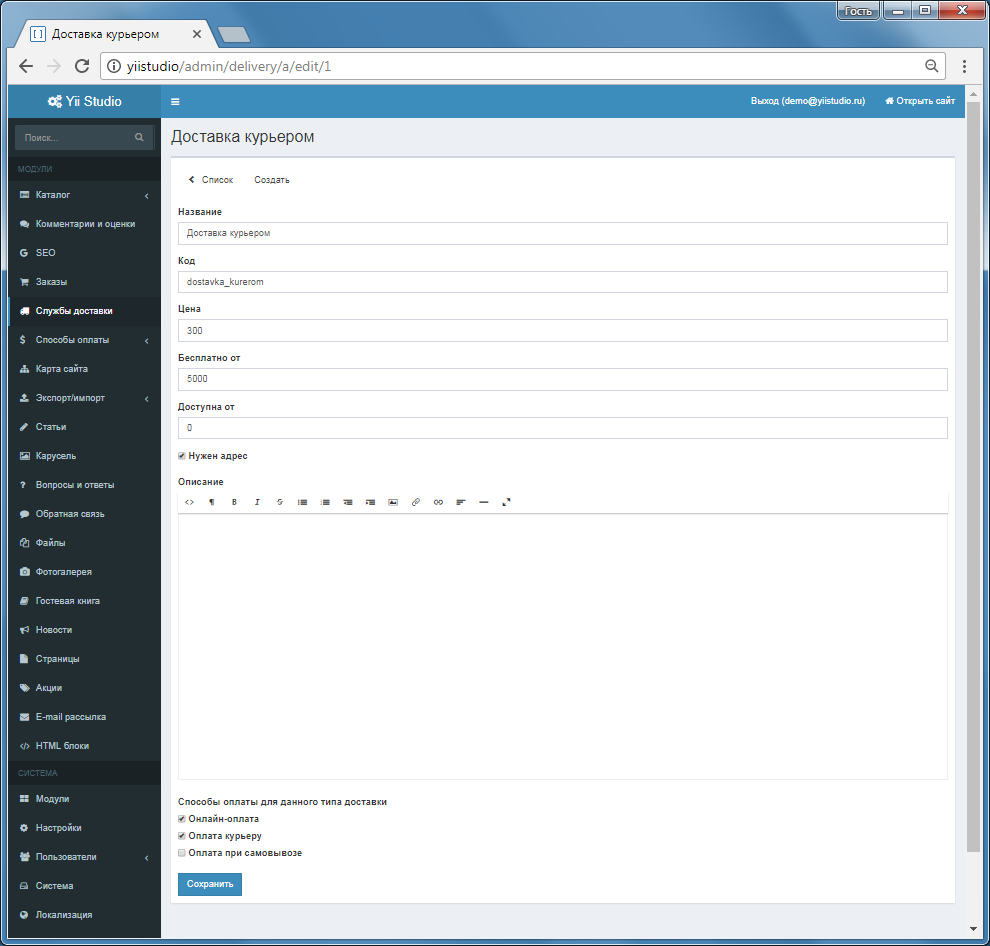 Гость
Доставка курьером
yiistudio/admin/delivery/a/edit/1
Yii Studio
Выход (demo@yiistudio.ru) Открыть сайт
Поиск...
МОДУЛИ
Каталог
Комментарии и оценки
SEO
Заказы
Службы доставки
Способы оплаты
Карта сайта
Экспорт/импорт
Статьи
Карусель
Вопросы и ответы
Обратная связь
Файлы
Фотогалерея
Гостевая книга
Новости
Страницы
Акции
E-mail рассылка
HTML блоки
СИСТЕМА
Модули
Настройки
Пользователи
Система
Локализация
Доставка курьером
Список Создать
Название
Доставка курьером
Код
dostavka_kurerom
Цена
300
Бесплатно от
5000
Доступна от
0
Нужен адрес
Описание
Способы оплаты для данного типа доставки
Онлайн-оплата
Оплата курьеру
Оплата при самовывозе
Сохранить